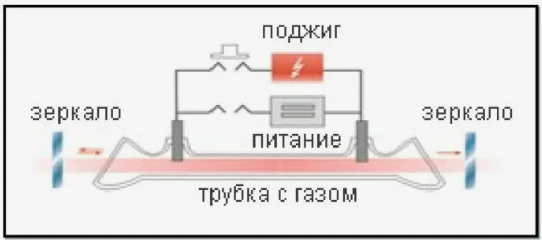 поджиг
зеркало
зеркало
питание
трубка с газом